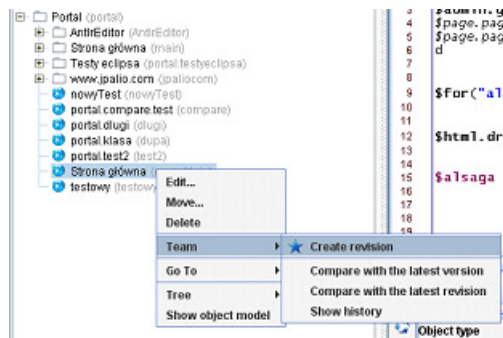 Portal (portal)
AntlrEditor (AntlrEditor)
Strona główna (main)
Testy eclipsa (portal.testyeclipsa)
www.jpalio.com (jpaliocom)
nowyTest (nowyTest)
portal.compare.test (compare)
portal.dlugi (dlugi)
portal.klasa (dupa)
portal.test2 (test2)
Strona główna
testowy (testowy
Edit...
Move...
Delete
Team
Go To
Tree
Show object model
Create revision
Compare with the latest version
Compare with the latest revision
Show history
3
4 $page.pag
5 $page.pag
6 d
7
8
9 $for("al
10
11
12 $html.dr
13
14
15 $alsaga
16
17
18
19
Object type